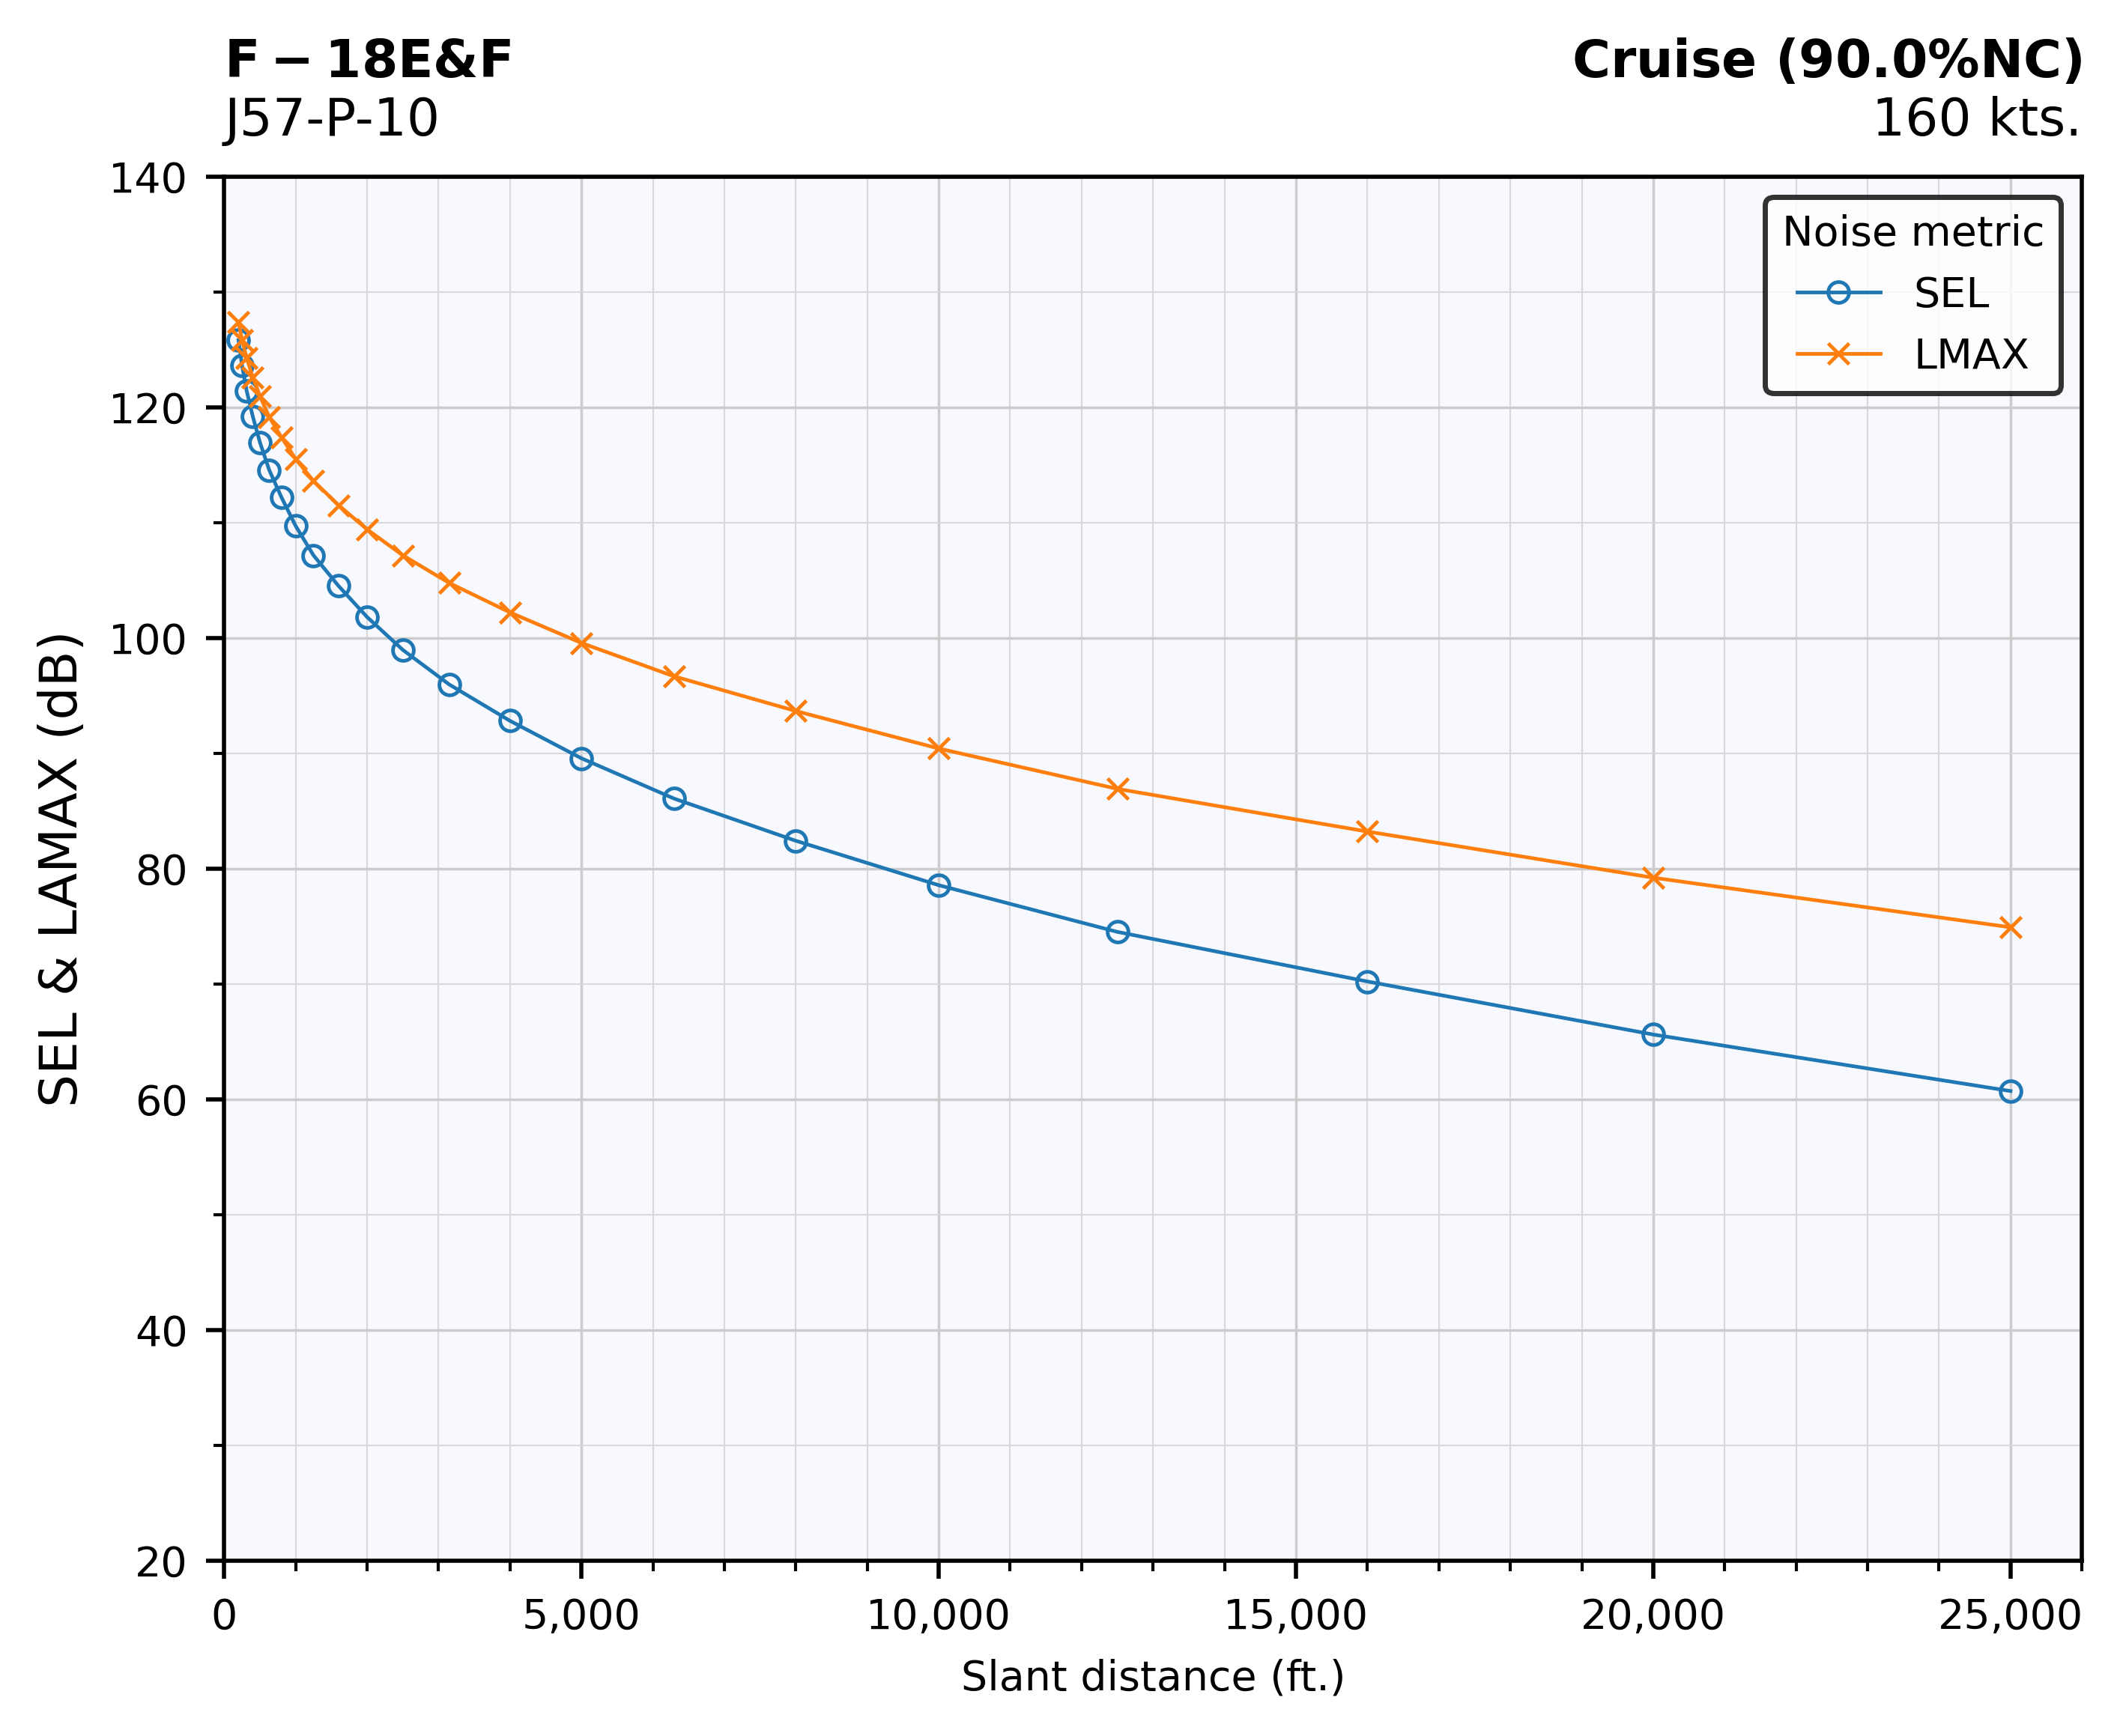 F − 18E&F
J57-P-10
Cruise (90.0%NC)
160 kts.
140
120
100
80
60
40
20
SEL & LAMAX (dB)
Noise metric
SEL
LMAX
0
5,000
10,000
15,000
20,000
25,000
Slant distance (ft.)